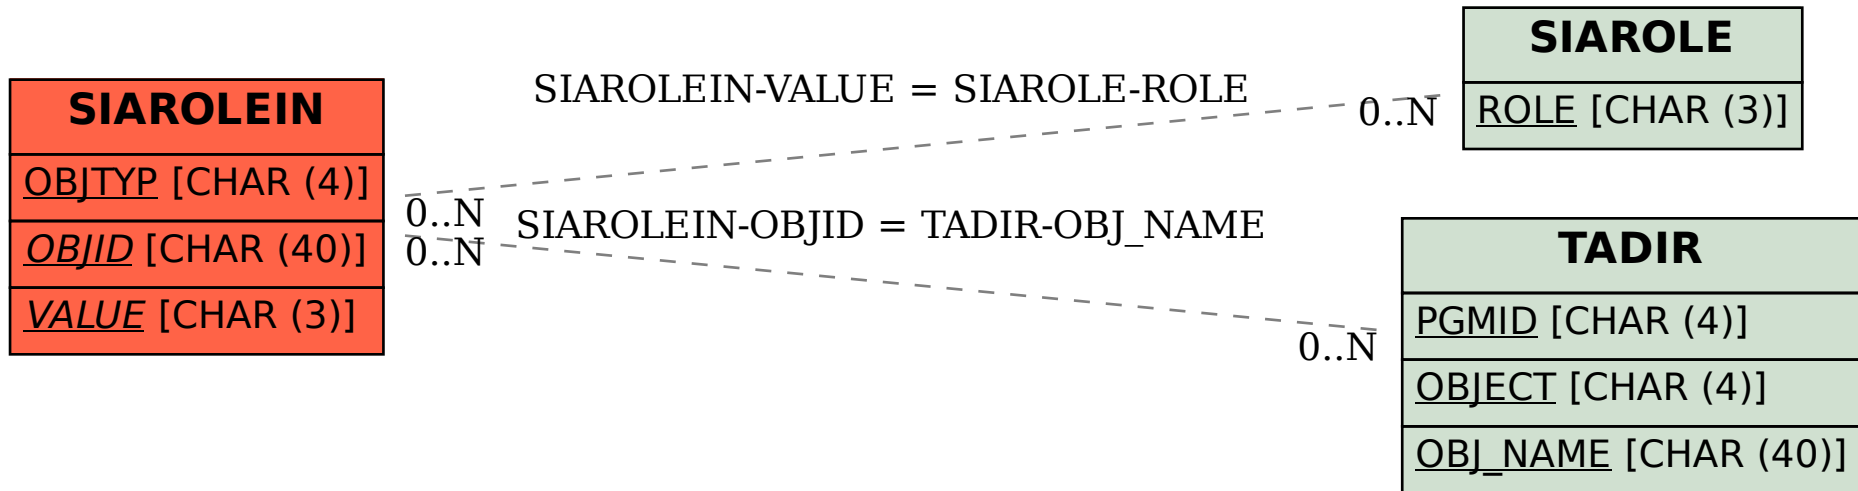 SIAROLEIN
OBJTYP [CHAR (4)]
OBJID [CHAR (40)]
VALUE [CHAR (3)]
SIAROLEIN-VALUE = SIAROLE-ROLE
0..N
0..N
SIAROLEIN-OBJID = TADIR-OBJ_NAME
0..N
0..N
SIAROLE
ROLE [CHAR (3)]
TADIR
PGMID [CHAR (4)]
OBJECT [CHAR (4)]
OBJ_NAME [CHAR (40)]